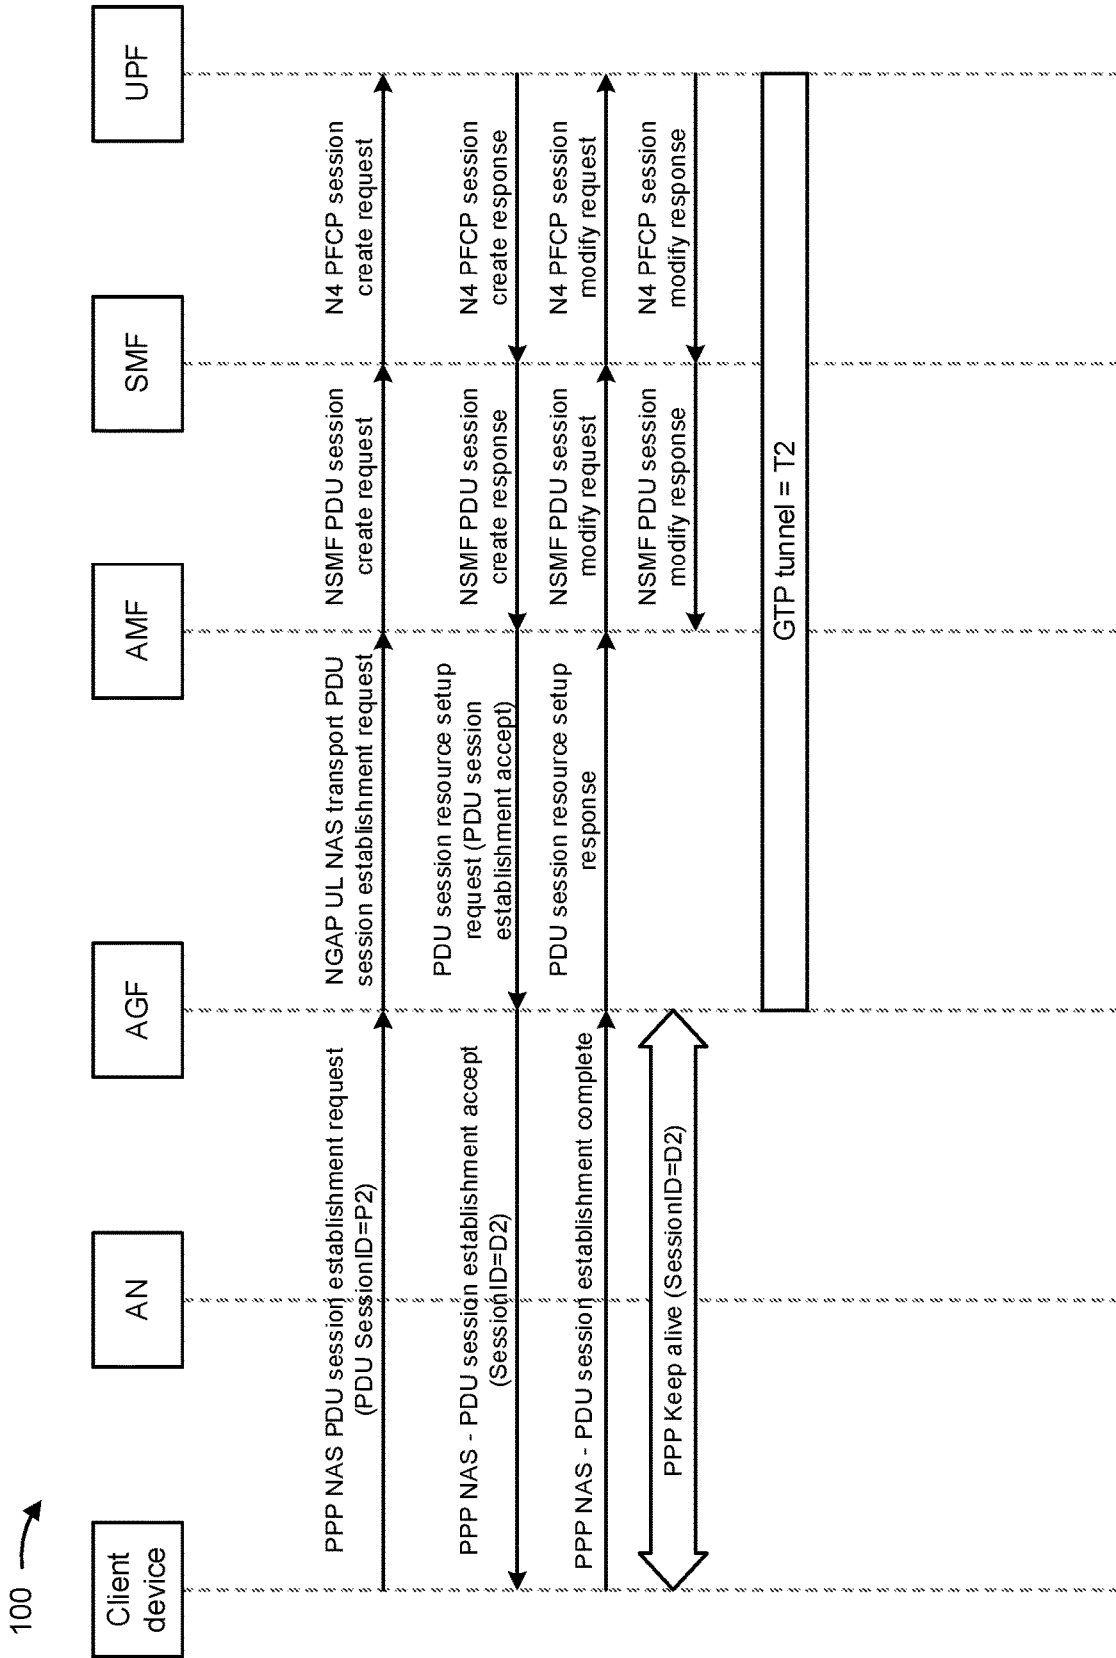 100
Client
device
AN
AGF
AMF
SMF
UPF
PPP NAS PDU session establishment request
(PDU SessionID=P2)
NGAP UL NAS transport PDU
session establishment request
NSMF PDU session
create request
N4 PFCP session
create request
PPP NAS - PDU session establishment accept
(SessionID=D2)
PDU session resource setup
request (PDU session
establishment accept)
NSMF PDU session
create response
N4 PFCP session
create response
PPP NAS - PDU session establishment complete
PDU session resource setup
response
NSMF PDU session
modify request
N4 PFCP session
modify request
PPP Keep alive (SessionID=D2)
NSMF PDU session
modify response
N4 PFCP session
modify response
GTP tunnel = T2